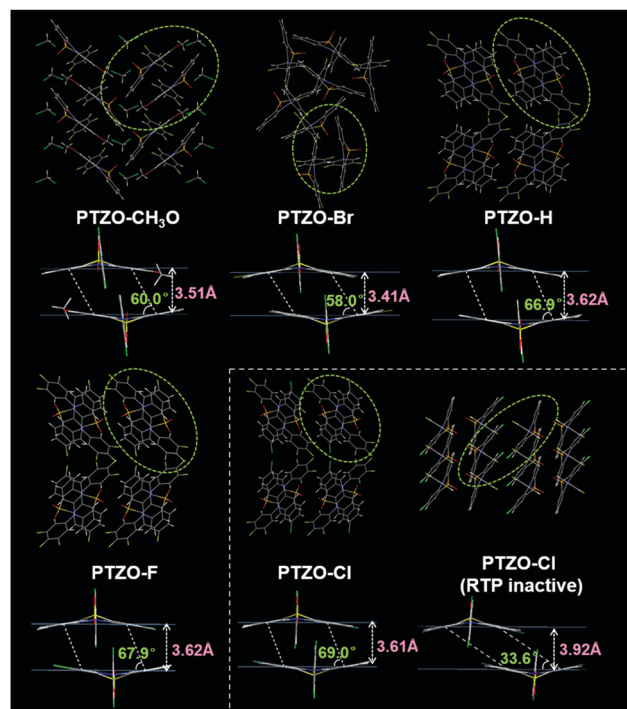 PTZO-CH₃O
PTZO-Br
PTZO-H
60.0°
3.51Å
58.0°
3.41Å
66.9°
3.62Å
PTZO-F
PTZO-Cl
PTZO-Cl
(RTP inactive)
67.9°
3.62Å
69.0°
3.61Å
33.6°
3.92Å